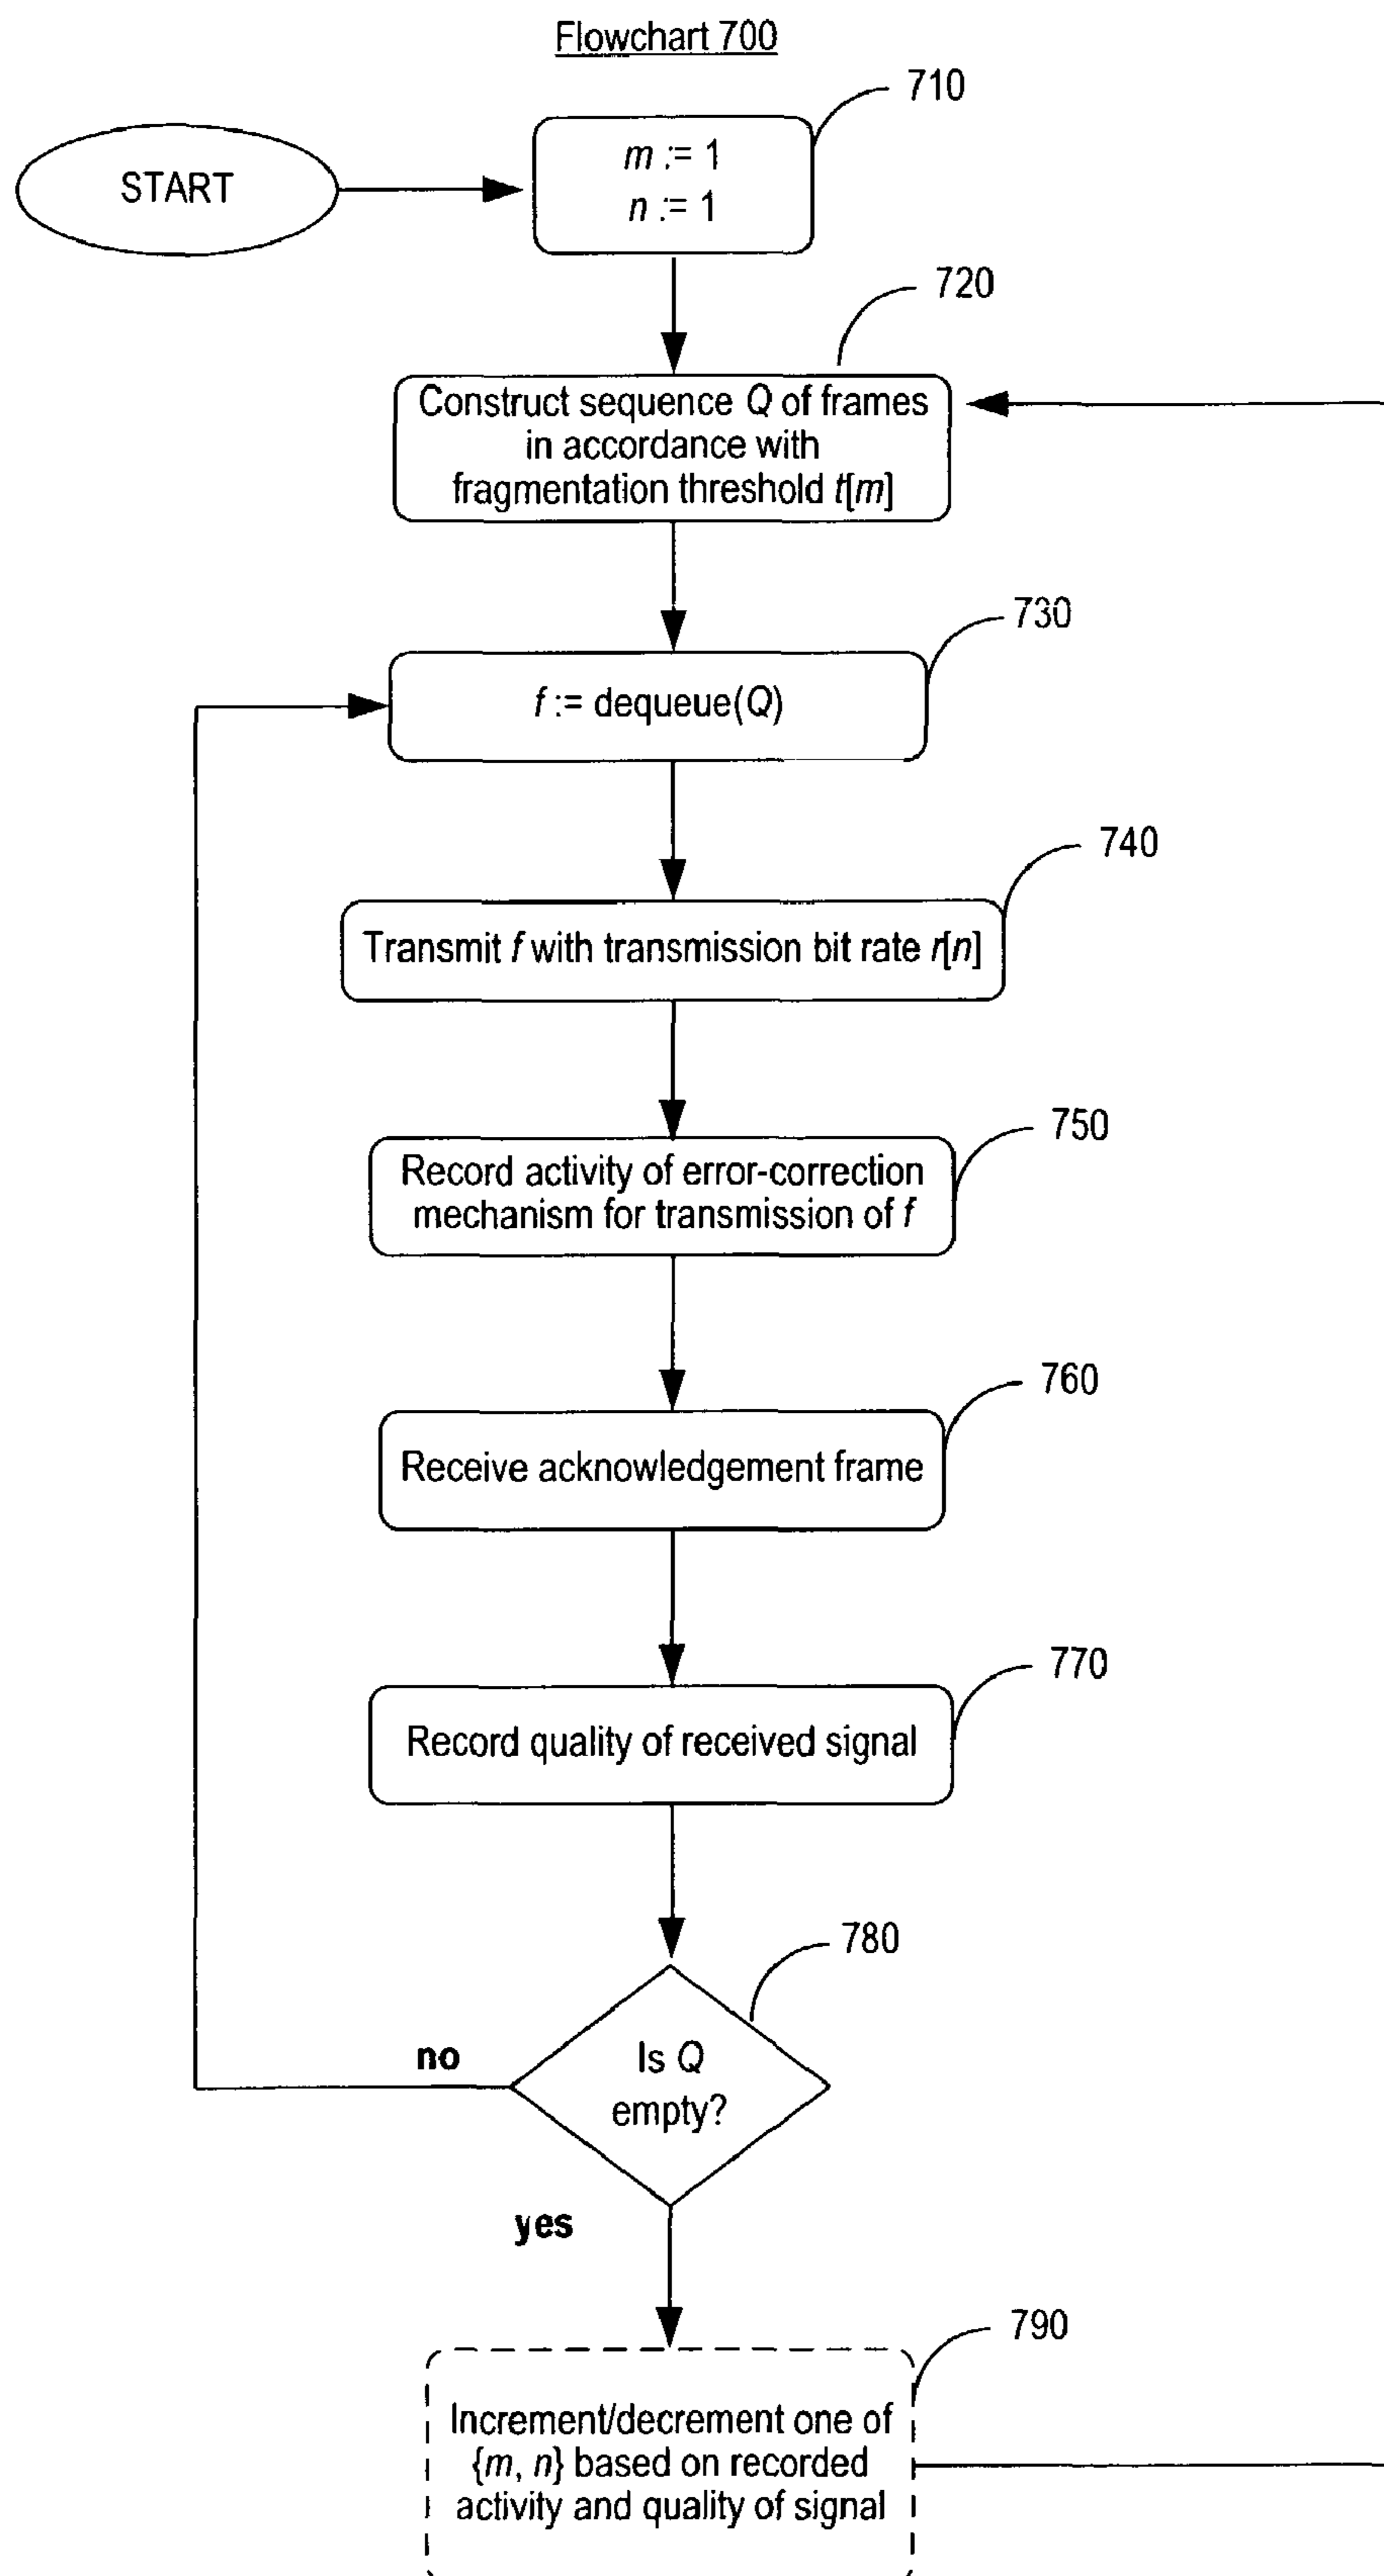 Flowchart 700
710
START
m := 1
n := 1
720
Construct sequence Q of frames
in accordance with
fragmentation threshold t[m]
730
f := dequeue(Q)
740
Transmit f with transmission bit rate r[n]
750
Record activity of error-correction
mechanism for transmission of f
760
Receive acknowledgement frame
770
Record quality of received signal
780
no
Is Q
empty?
yes
790
Increment/decrement one of
{m, n} based on recorded
activity and quality of signal